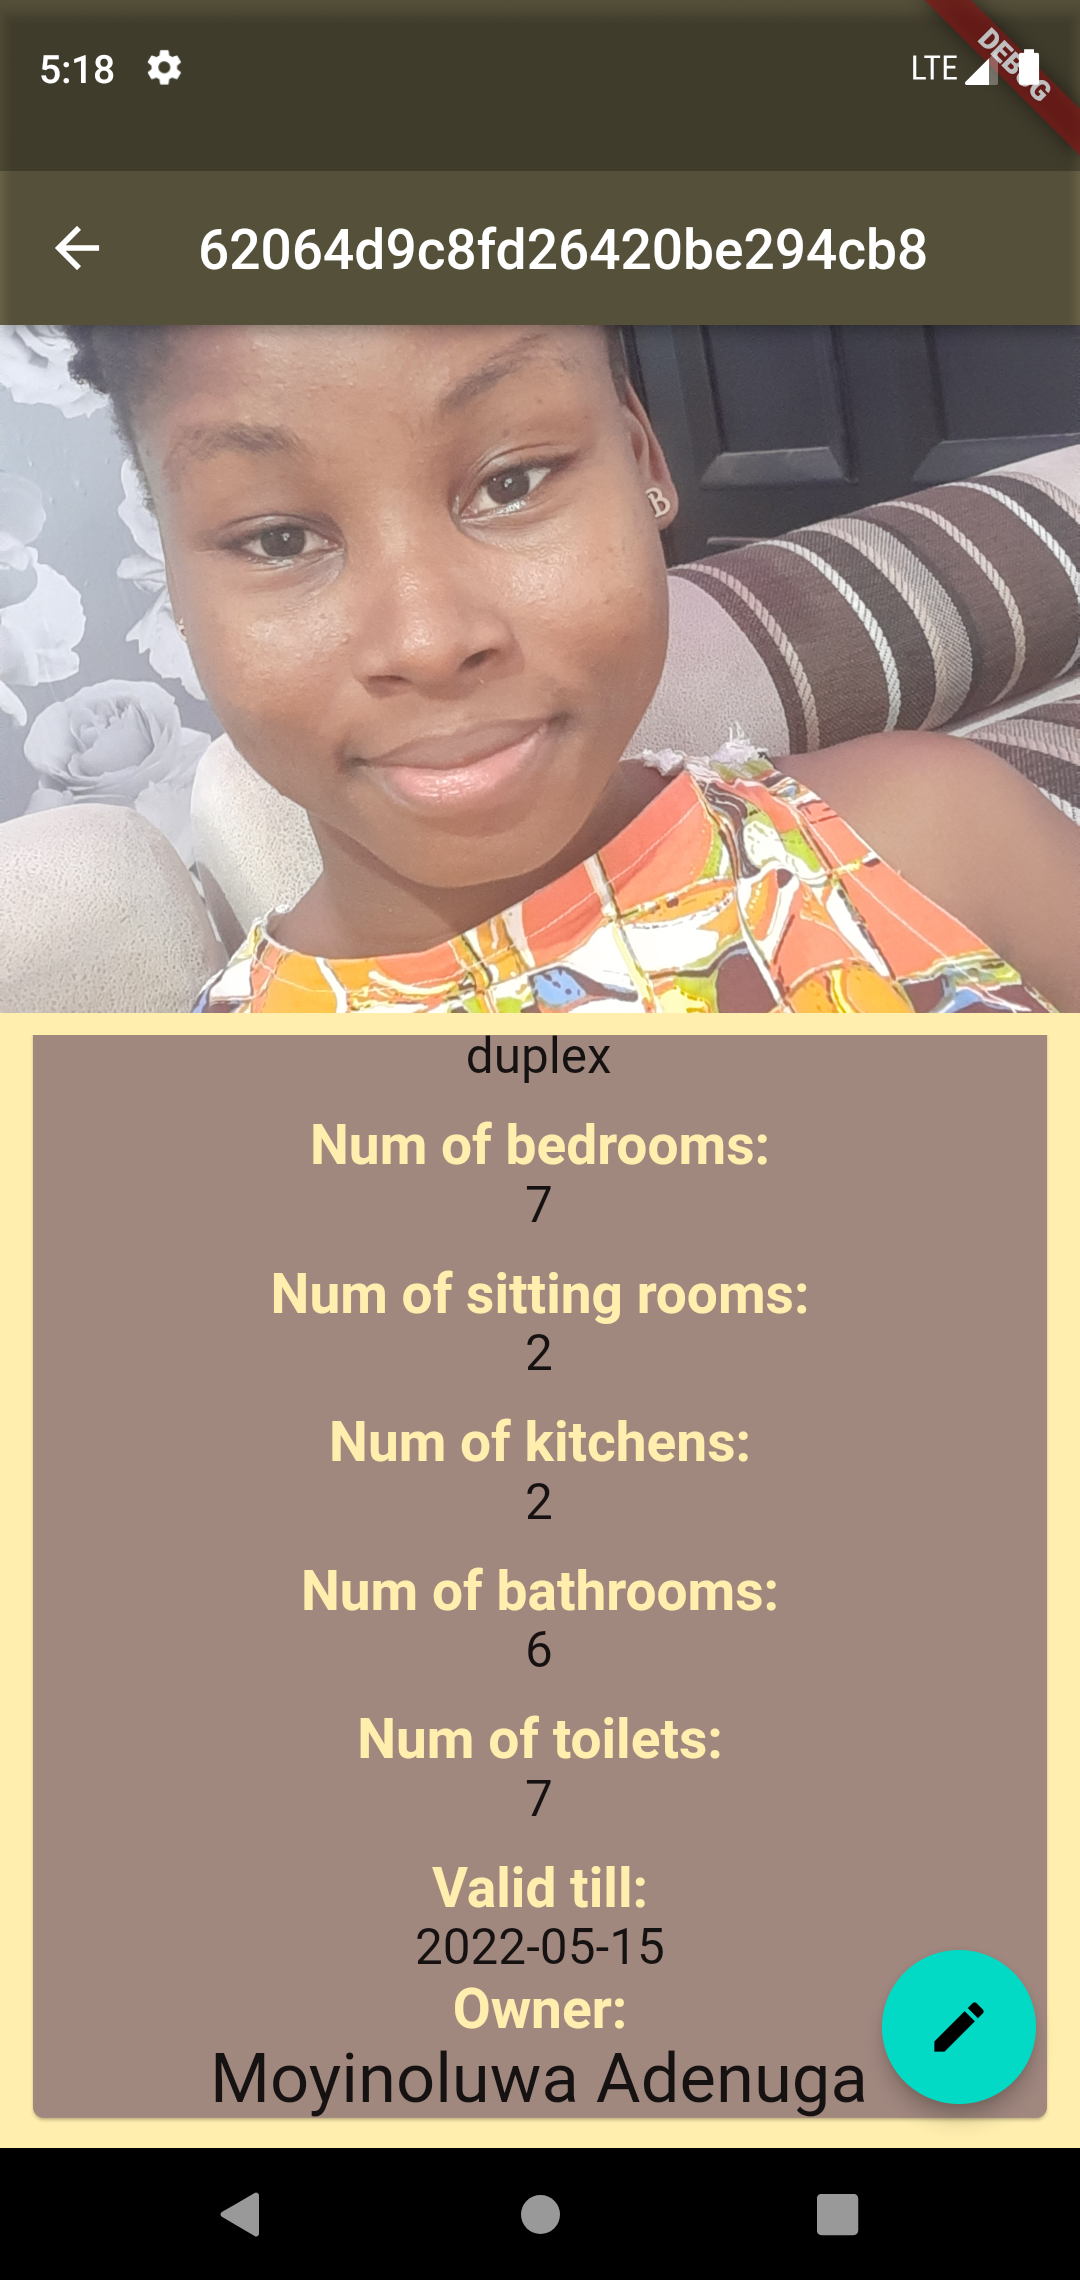 5:18
LTE
DEBUG
62064d9c8fd26420be294cb8
B
duplex
Num of bedrooms:
7
Num of sitting rooms:
2
Num of kitchens:
2
Num of bathrooms:
6
Num of toilets:
7
Valid till:
2022-05-15
Owner:
Moyinoluwa Adenuga